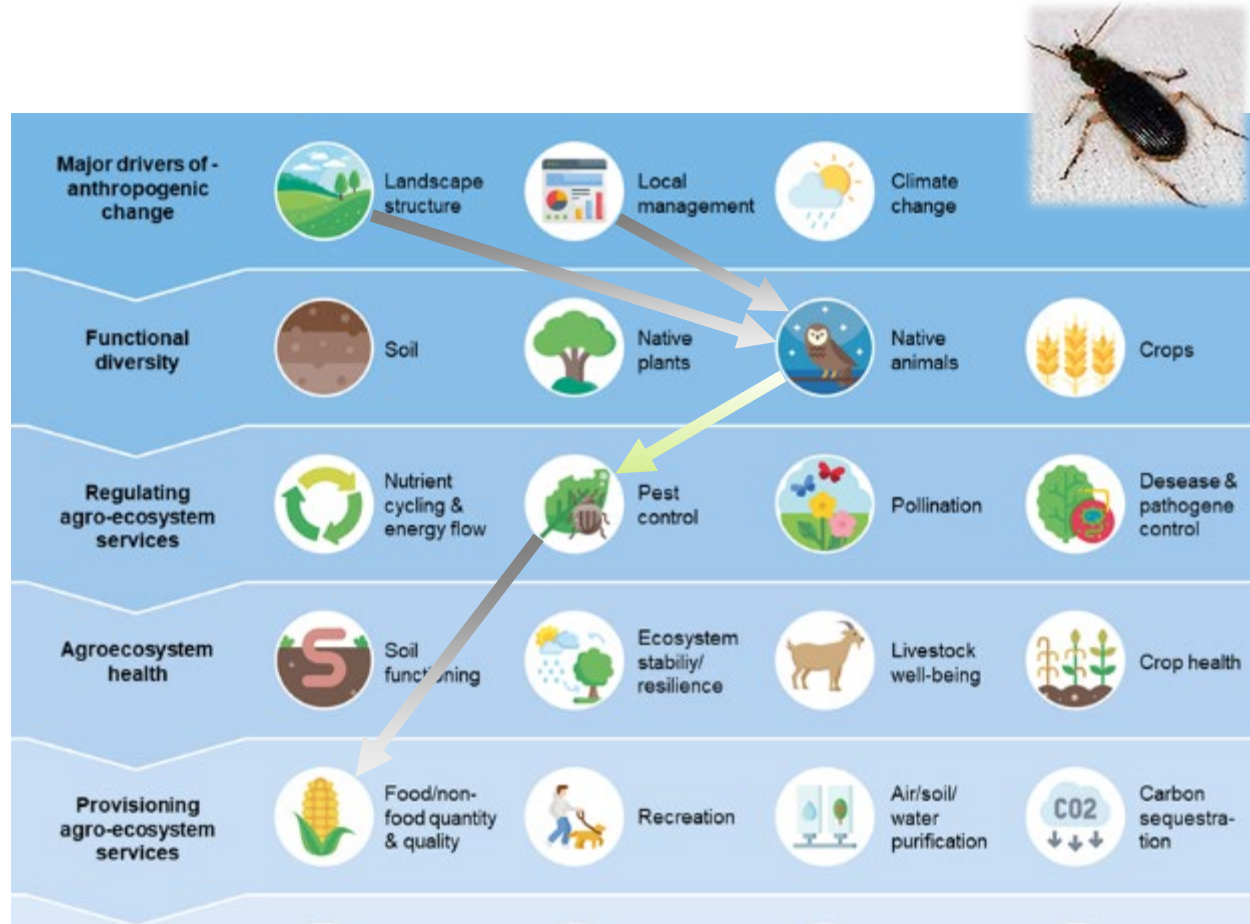 Major drivers of -
anthropogenic
change
Landscape
structure
Local
management
Climate
change
Functional
diversity
Soil
Native
plants
Native
animals
Crops
Regulating
agro-ecosystem
services
Nutrient
cycling &
energy flow
Pest
control
Pollination
Desease &
pathogene
control
Agroecosystem
health
Soil
functioning
Ecosystem
stabiliy/
resilience
Livestock
well-being
Crop health
Provisioning
agro-ecosystem
services
Food/non-
food quantity
& quality
Recreation
Air/soil/
water
purification
CO2
Carbon
sequestra-
tion